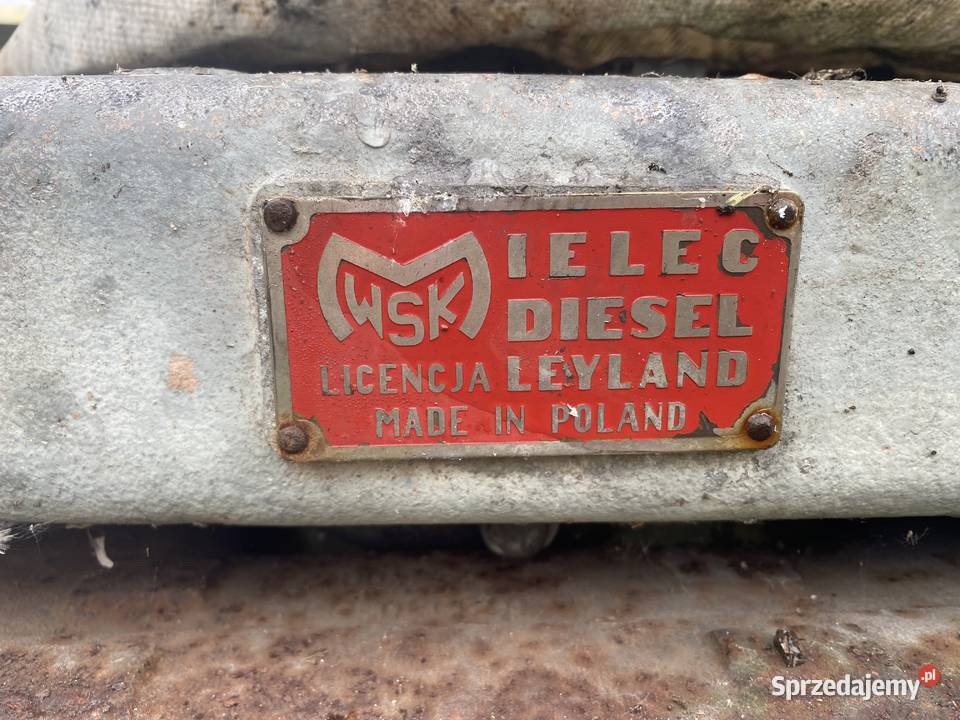 MIELEC
WSK
DIESEL
LICENCJA LEYLAND
MADE IN POLAND
Sprzedajemy.pl